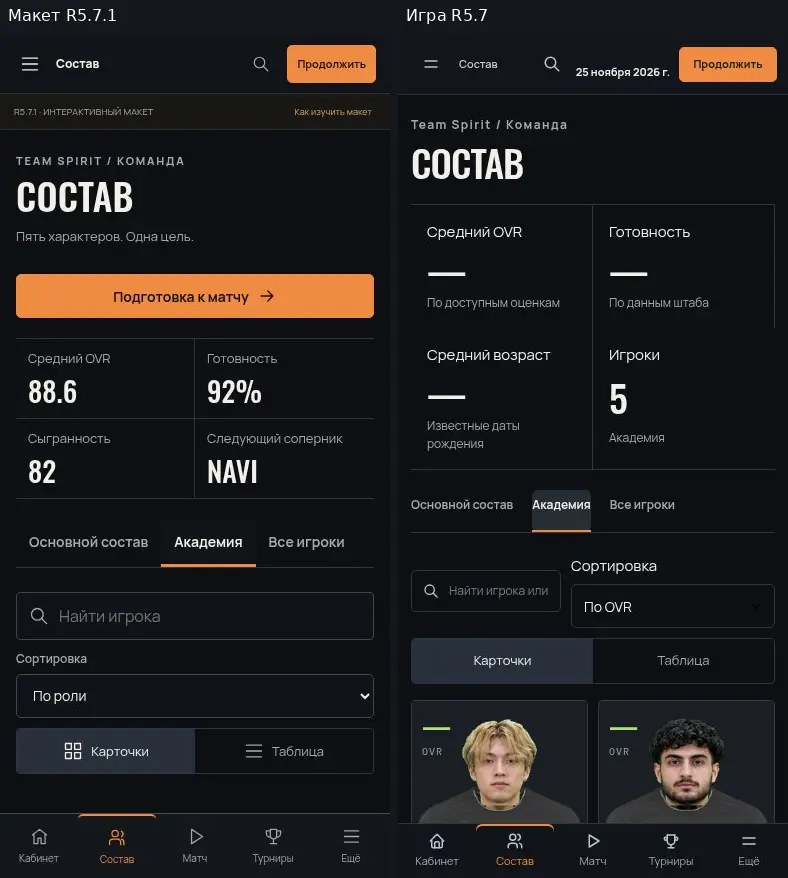 Макет R5.7.1
Состав
Продолжить
R5.7.1 · ИНТЕРАКТИВНЫЙ МАКЕТ
Как изучить макет
TEAM SPIRIT / КОМАНДА
СОСТАВ
Пять характеров. Одна цель.
Подготовка к матчу
Средний OVR
Готовность
88.6
92%
Сыгранность
Следующий соперник
82
NAVI
Основной состав
Академия
Все игроки
Найти игрока
Сортировка
По роли
Карточки
Таблица
Кабинет
Состав
Матч
Турниры
Ещё
Игра R5.7
Состав
25 ноября 2026 г.
Продолжить
Team Spirit / Команда
СОСТАВ
Средний OVR
Готовность
—
—
По доступным оценкам
По данным штаба
Средний возраст
Игроки
—
5
Известные даты
рождения
Академия
Основной состав
Академия
Все игроки
Сортировка
Найти игрока или
По OVR
Карточки
Таблица
—
OVR
—
OVR
Кабинет
Состав
Матч
Турниры
Ещё